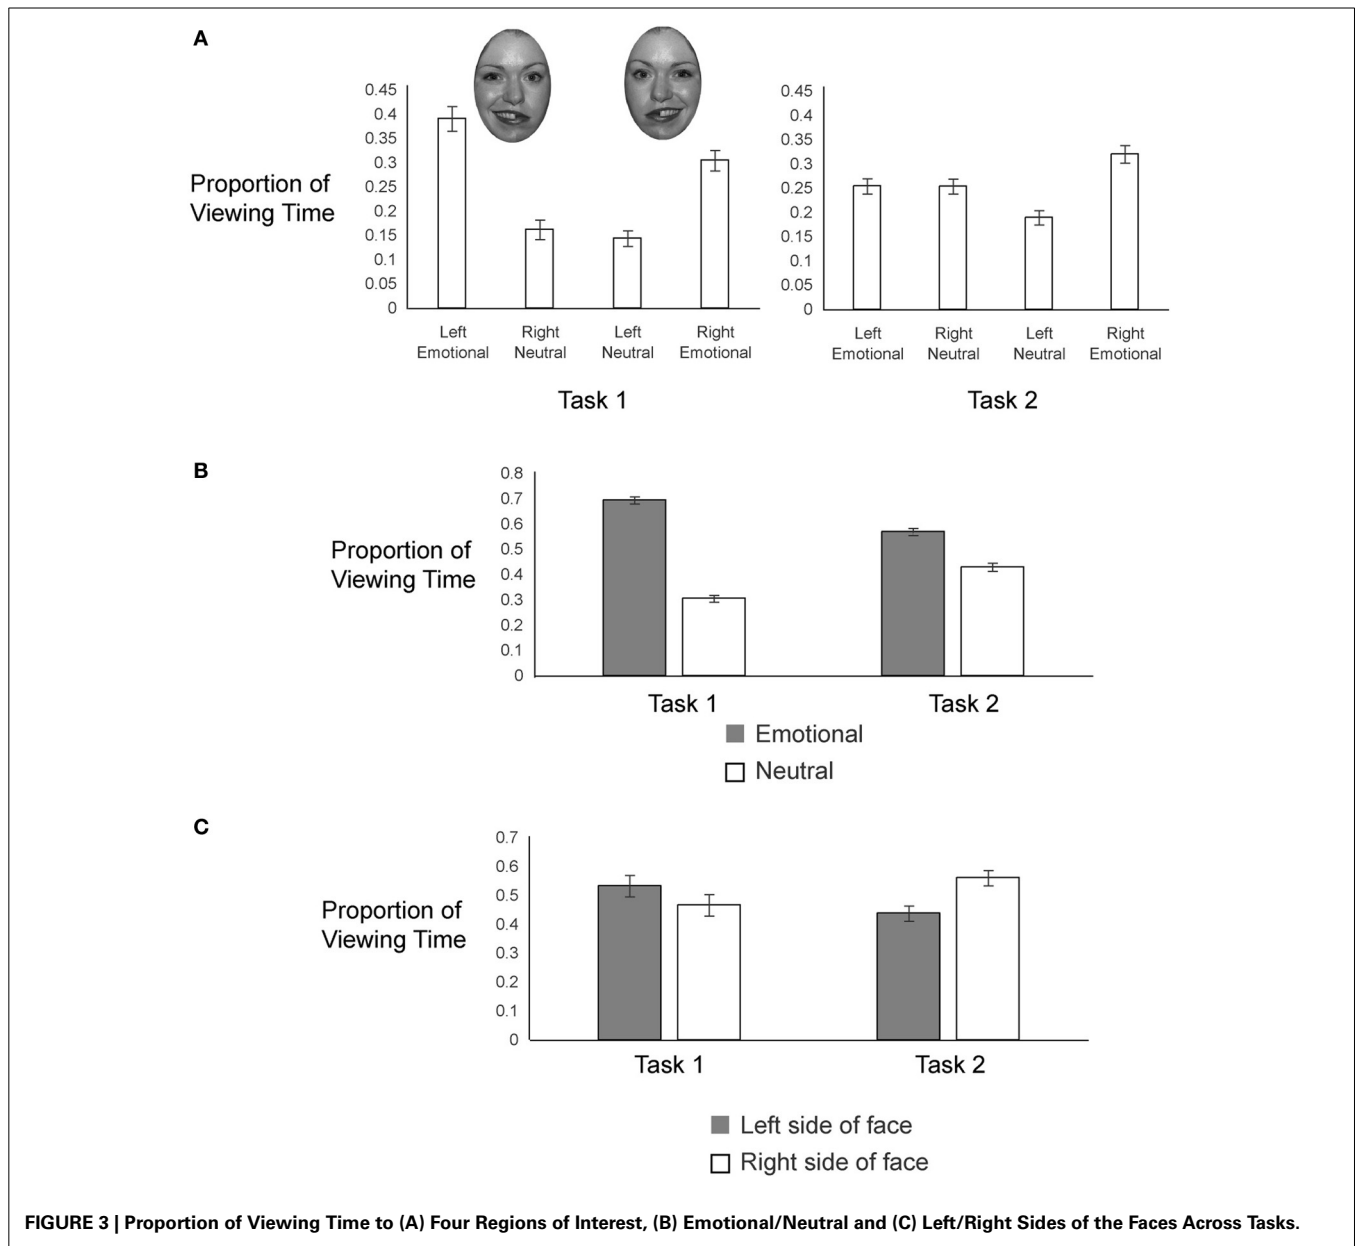 A
Proportion of
Viewing Time
0.45
0.4
0.35
0.3
0.25
0.2
0.15
0.1
0.05
0
Left
Emotional
Right
Neutral
Left
Neutral
Right
Emotional
Task 1
0.45
0.4
0.35
0.3
0.25
0.2
0.15
0.1
0.05
0
Left
Emotional
Right
Neutral
Left
Neutral
Right
Emotional
Task 2
B
Proportion of
Viewing Time
0.8
0.7
0.6
0.5
0.4
0.3
0.2
0.1
0
Task 1
Task 2
Emotional
Neutral
C
Proportion of
Viewing Time
0.7
0.6
0.5
0.4
0.3
0.2
0.1
0
Task 1
Task 2
Left side of face
Right side of face
FIGURE 3 | Proportion of Viewing Time to (A) Four Regions of Interest, (B) Emotional/Neutral and (C) Left/Right Sides of the Faces Across Tasks.